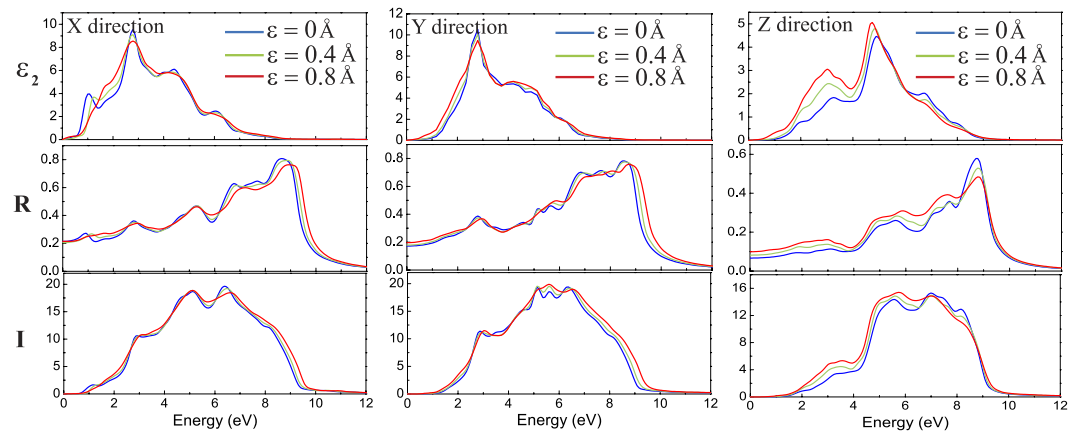 X direction
ε = 0 Å
ε = 0.4 Å
ε = 0.8 Å
Y direction
ε = 0 Å
ε = 0.4 Å
ε = 0.8 Å
Z direction
ε = 0 Å
ε = 0.4 Å
ε = 0.8 Å
ε₂
10
8
6
4
2
0
12
10
8
6
4
2
0
5
4
3
2
1
0
R
0.8
0.6
0.4
0.2
0.0
0.8
0.6
0.4
0.2
0.0
0.6
0.4
0.2
0.0
I
20
15
10
5
0
20
15
10
5
0
16
12
8
4
0
0 2 4 6 8 10 12
0 2 4 6 8 10 12
0 2 4 6 8 10 12
Energy (eV)
Energy (eV)
Energy (eV)